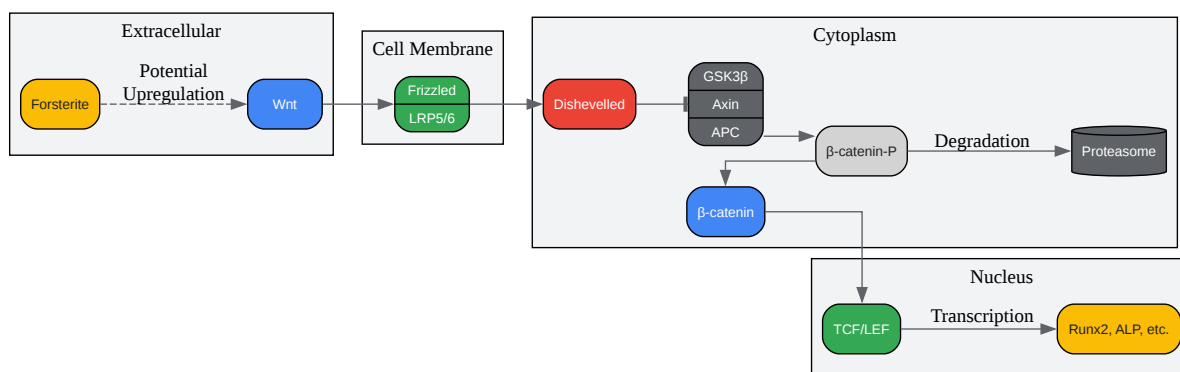 Extracellular
Forsterite
Potential
Upregulation
Wnt
Cell Membrane
Frizzled
LRP5/6
Cytoplasm
Dishevelled
GSK3β
Axin
APC
β-catenin-P
Degradation
Proteasome
β-catenin
Nucleus
TCF/LEF
Transcription
Runx2, ALP, etc.